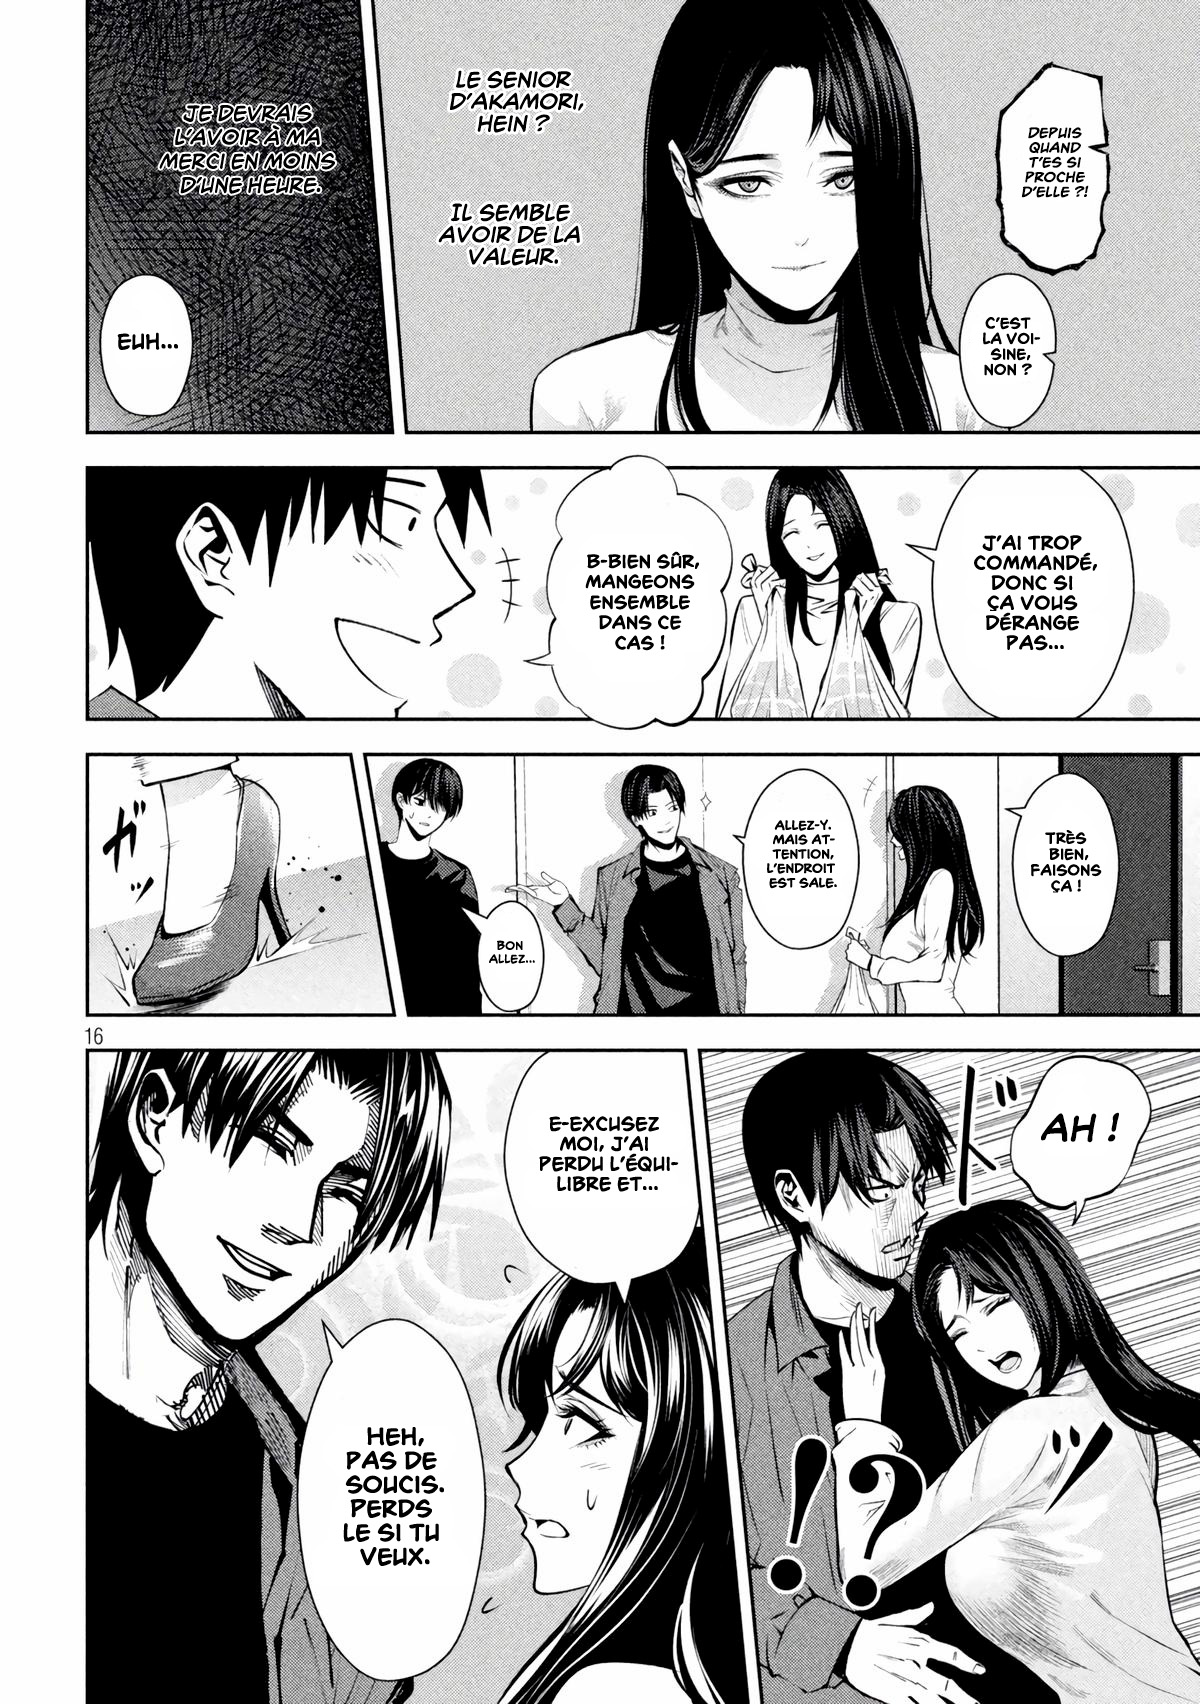 DEPUIS
QUAND
T'ES SI
PROCHE
D'ELLE ?!
C'EST
LA VOI-
SINE,
NON ?
LE SENIOR
D'AKAMORI,
HEIN ?
IL SEMBLE
AVOIR DE LA
VALEUR.
JE DEVRAIS
L'AVOIR À MA
MERCI EN MOINS
D'UNE HEURE.
EUH...
J'AI TROP
COMMANDÉ,
DONC SI
ÇA VOUS
DÉRANGE
PAS...
B-BIEN SÛR,
MANGEONS
ENSEMBLE
DANS CE
CAS !
TRÈS
BIEN,
FAISONS
ÇA !
ALLEZ-Y.
MAIS AT-
TENTION,
L'ENDROIT
EST SALE.
BON
ALLEZ...
ガッ
16
AH !
!?
E-EXCUSEZ
MOI, J'AI
PERDU L'ÉQUI-
LIBRE ET...
HEH,
PAS DE
SOUCIS.
PERDS
LE SI TU
VEUX.